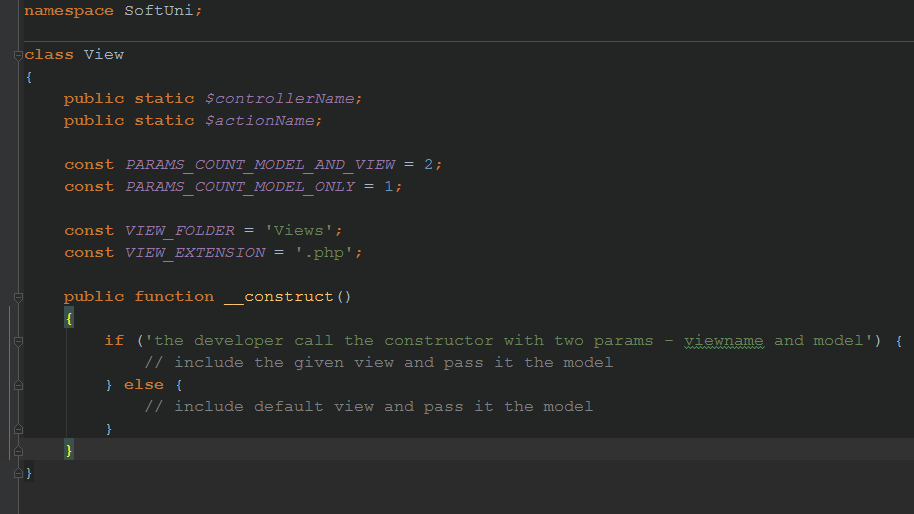 namespace SoftUni;
class View
{
    public static $controllerName;
    public static $actionName;
    const PARAMS_COUNT_MODEL_AND_VIEW = 2;
    const PARAMS_COUNT_MODEL_ONLY = 1;
    const VIEW_FOLDER = 'Views';
    const VIEW_EXTENSION = '.php';
    public function __construct()
    {
        if ('the developer call the constructor with two params - viewname and model') {
            // include the given view and pass it the model
        } else {
            // include default view and pass it the model
        }
    }
}